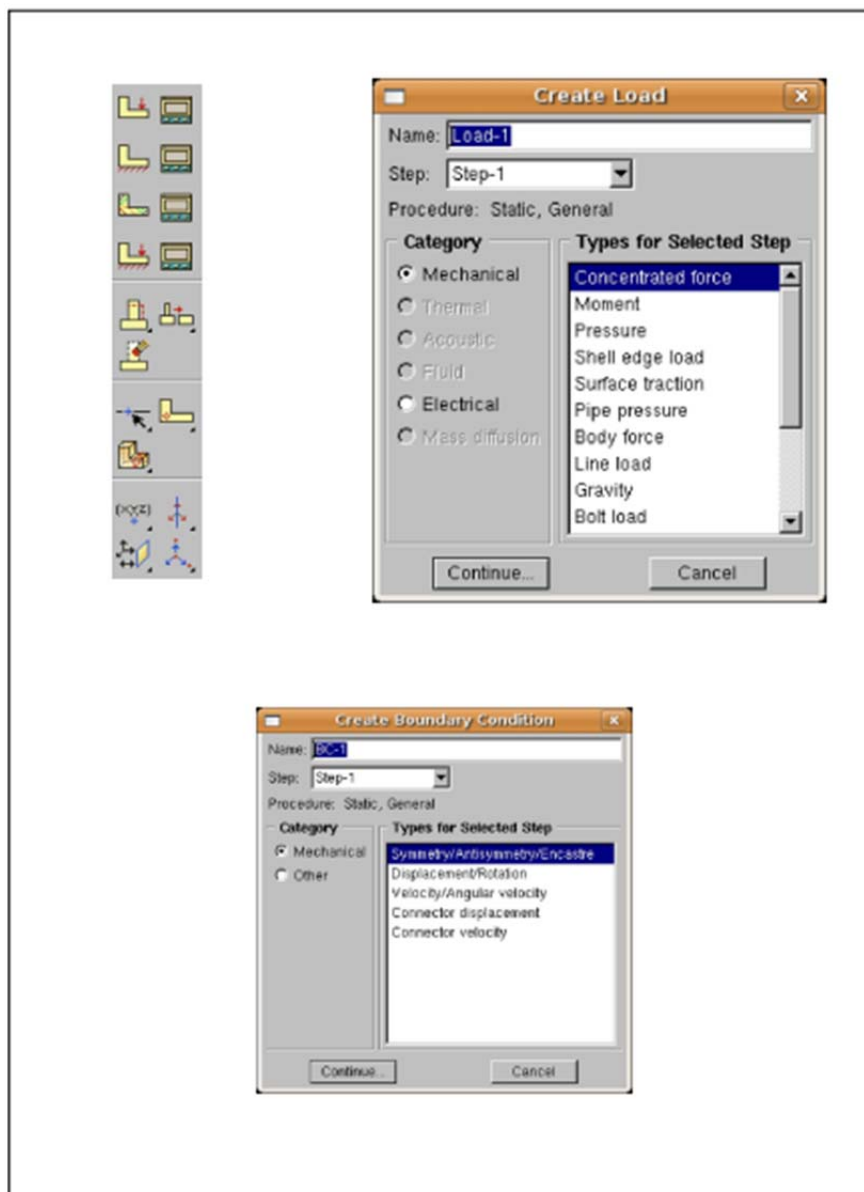 Create Load
Name: Load-1
Step: Step-1
Procedure: Static, General
Category
Mechanical
Thermal
Acoustic
Fluid
Electrical
Mass diffusion
Types for Selected Step
Concentrated force
Moment
Pressure
Shell edge load
Surface traction
Pipe pressure
Body force
Line load
Gravity
Bolt load
Continue...
Cancel
(XYZ)
Create Boundary Condition
Name: BC-1
Step: Step-1
Procedure: Static, General
Category
Mechanical
Other
Types for Selected Step
Symmetry/Antisymmetry/Encastre
Displacement/Rotation
Velocity/Angular velocity
Connector displacement
Connector velocity
Continue...
Cancel